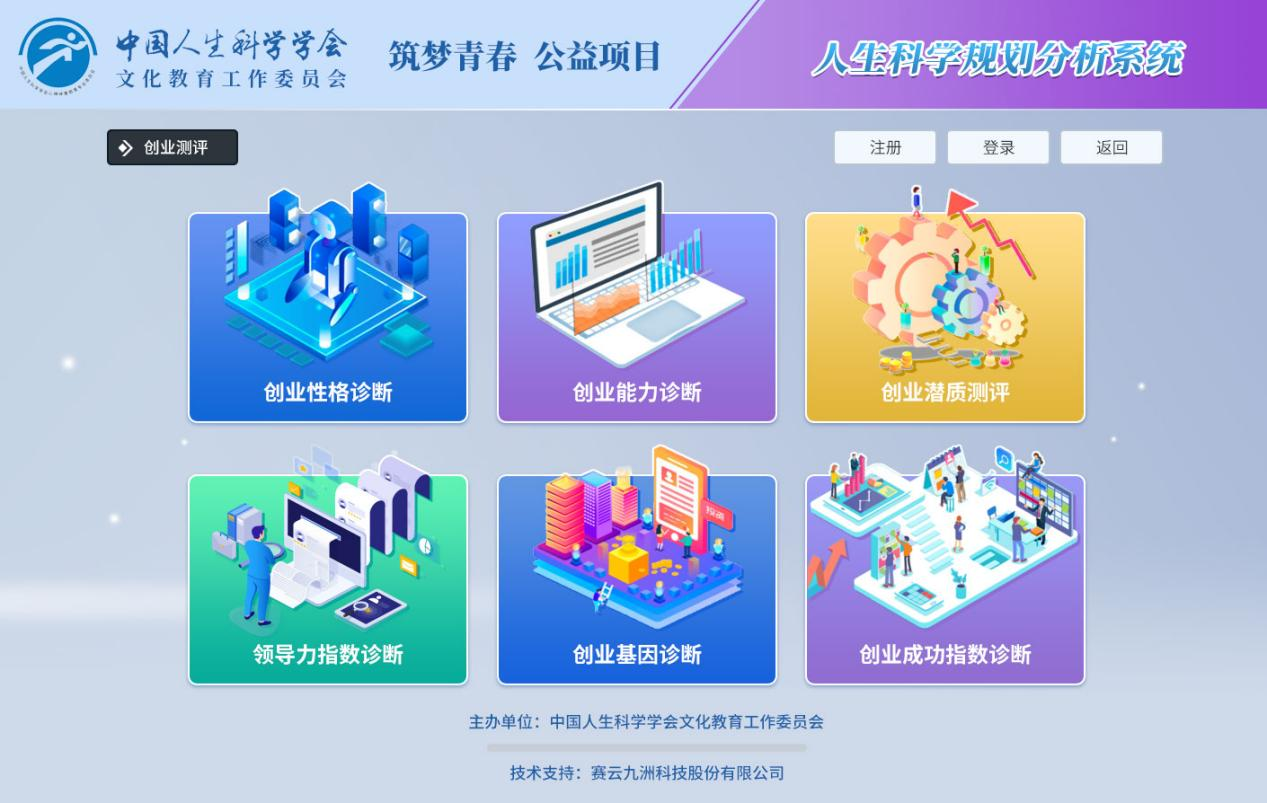 中国人生科学学会
文化教育工作委员会
筑梦青春 公益项目
人生科学规划分析系统
创业测评
注册
登录
返回
创业性格诊断
创业能力诊断
创业潜质测评
投资
领导力指数诊断
创业基因诊断
创业成功指数诊断
主办单位：中国人生科学学会文化教育工作委员会
技术支持：赛云九洲科技股份有限公司